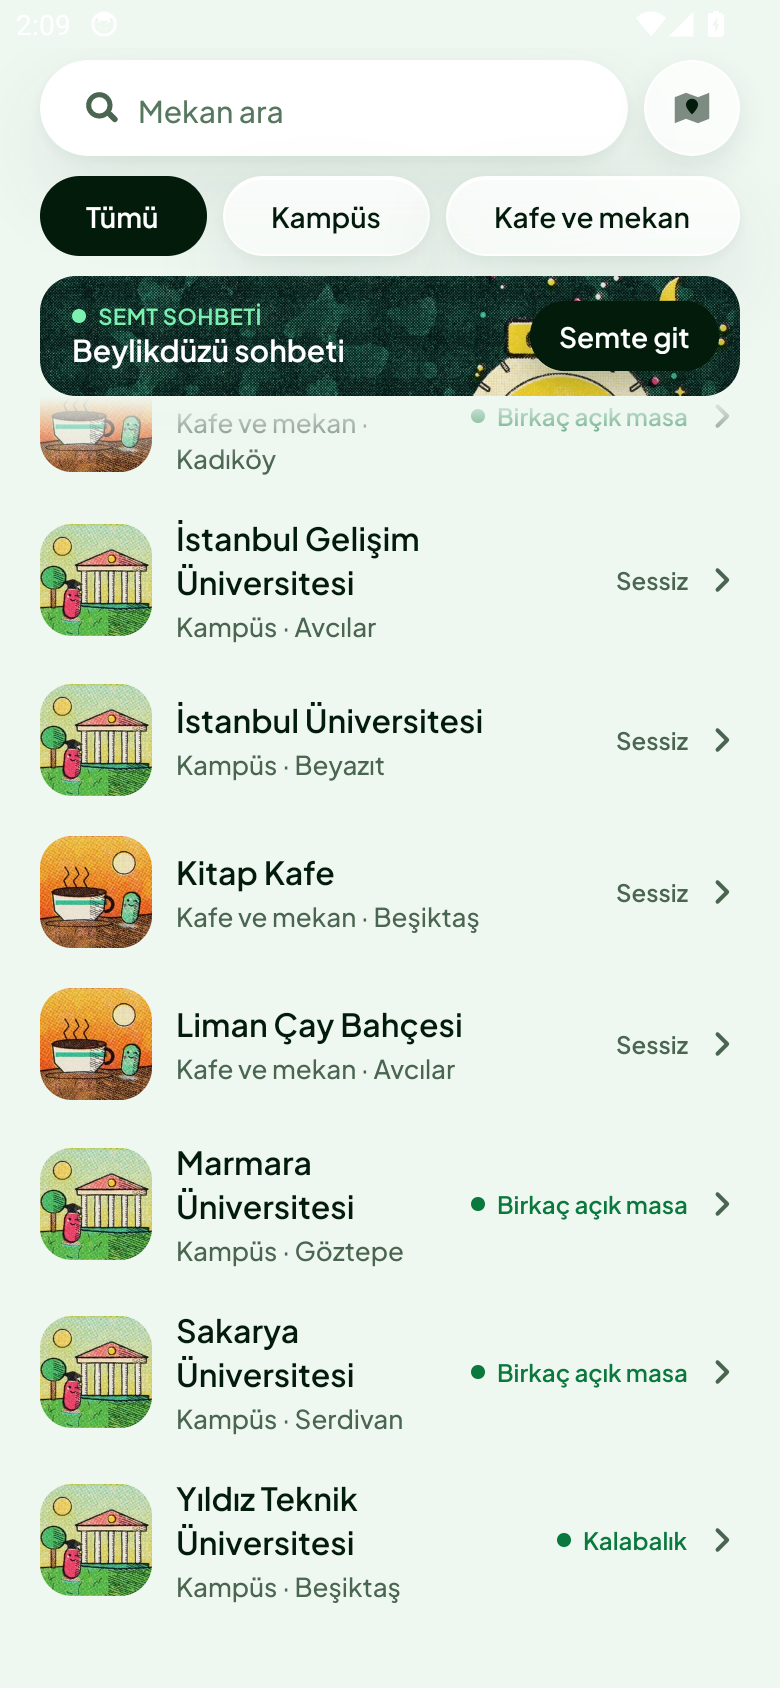 2:09
Mekan ara
Tümü
Kampüs
Kafe ve mekan
SEMT SOHBETİ
Beylikdüzü sohbeti
Semte git
Kafe ve mekan ·
Kadıköy
Birkaç açık masa
İstanbul Gelişim
Üniversitesi
Kampüs · Avcılar
Sessiz
İstanbul Üniversitesi
Kampüs · Beyazıt
Sessiz
Kitap Kafe
Kafe ve mekan · Beşiktaş
Sessiz
Liman Çay Bahçesi
Kafe ve mekan · Avcılar
Sessiz
Marmara
Üniversitesi
Kampüs · Göztepe
Birkaç açık masa
Sakarya
Üniversitesi
Kampüs · Serdivan
Birkaç açık masa
Yıldız Teknik
Üniversitesi
Kampüs · Beşiktaş
Kalabalık